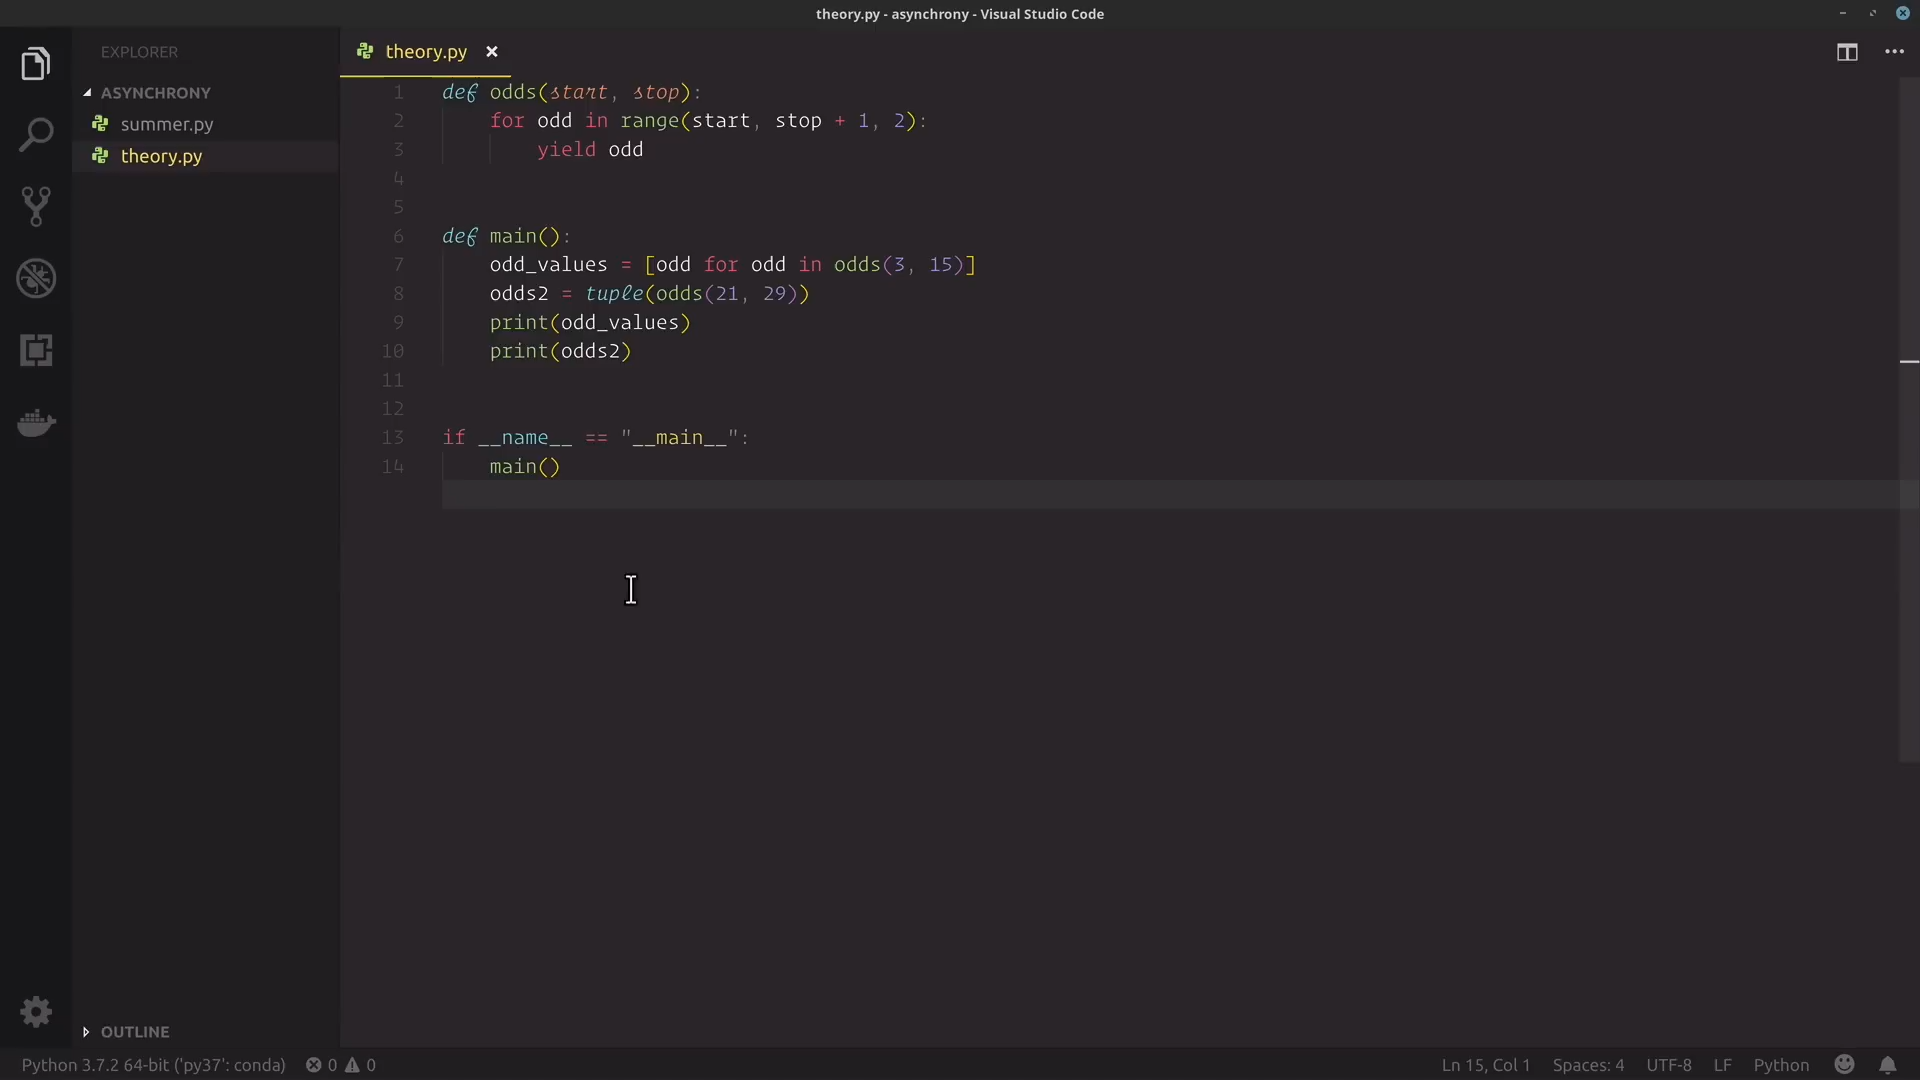 theory.py - asynchrony - Visual Studio Code
EXPLORER
ASYNCHRONY
summer.py
theory.py
theory.py
1 def odds(start, stop):
2     for odd in range(start, stop + 1, 2):
3         yield odd
4
5
6 def main():
7     odd_values = [odd for odd in odds(3, 15)]
8     odds2 = tuple(odds(21, 29))
9     print(odd_values)
10     print(odds2)
11
12
13 if __name__ == "__main__":
14     main()
OUTLINE
Python 3.7.2 64-bit ('py37': conda) 0 0 Ln 15, Col 1 Spaces: 4 UTF-8 LF Python